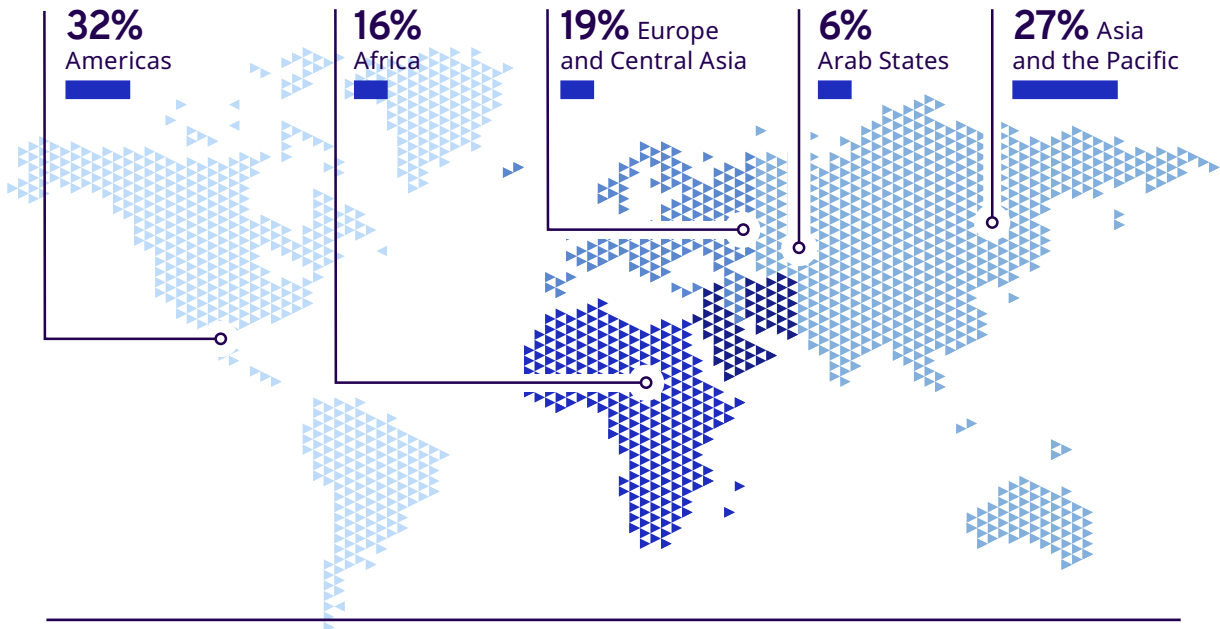 32%
Americas
16%
Africa
19% Europe
and Central Asia
6%
Arab States
27% Asia
and the Pacific